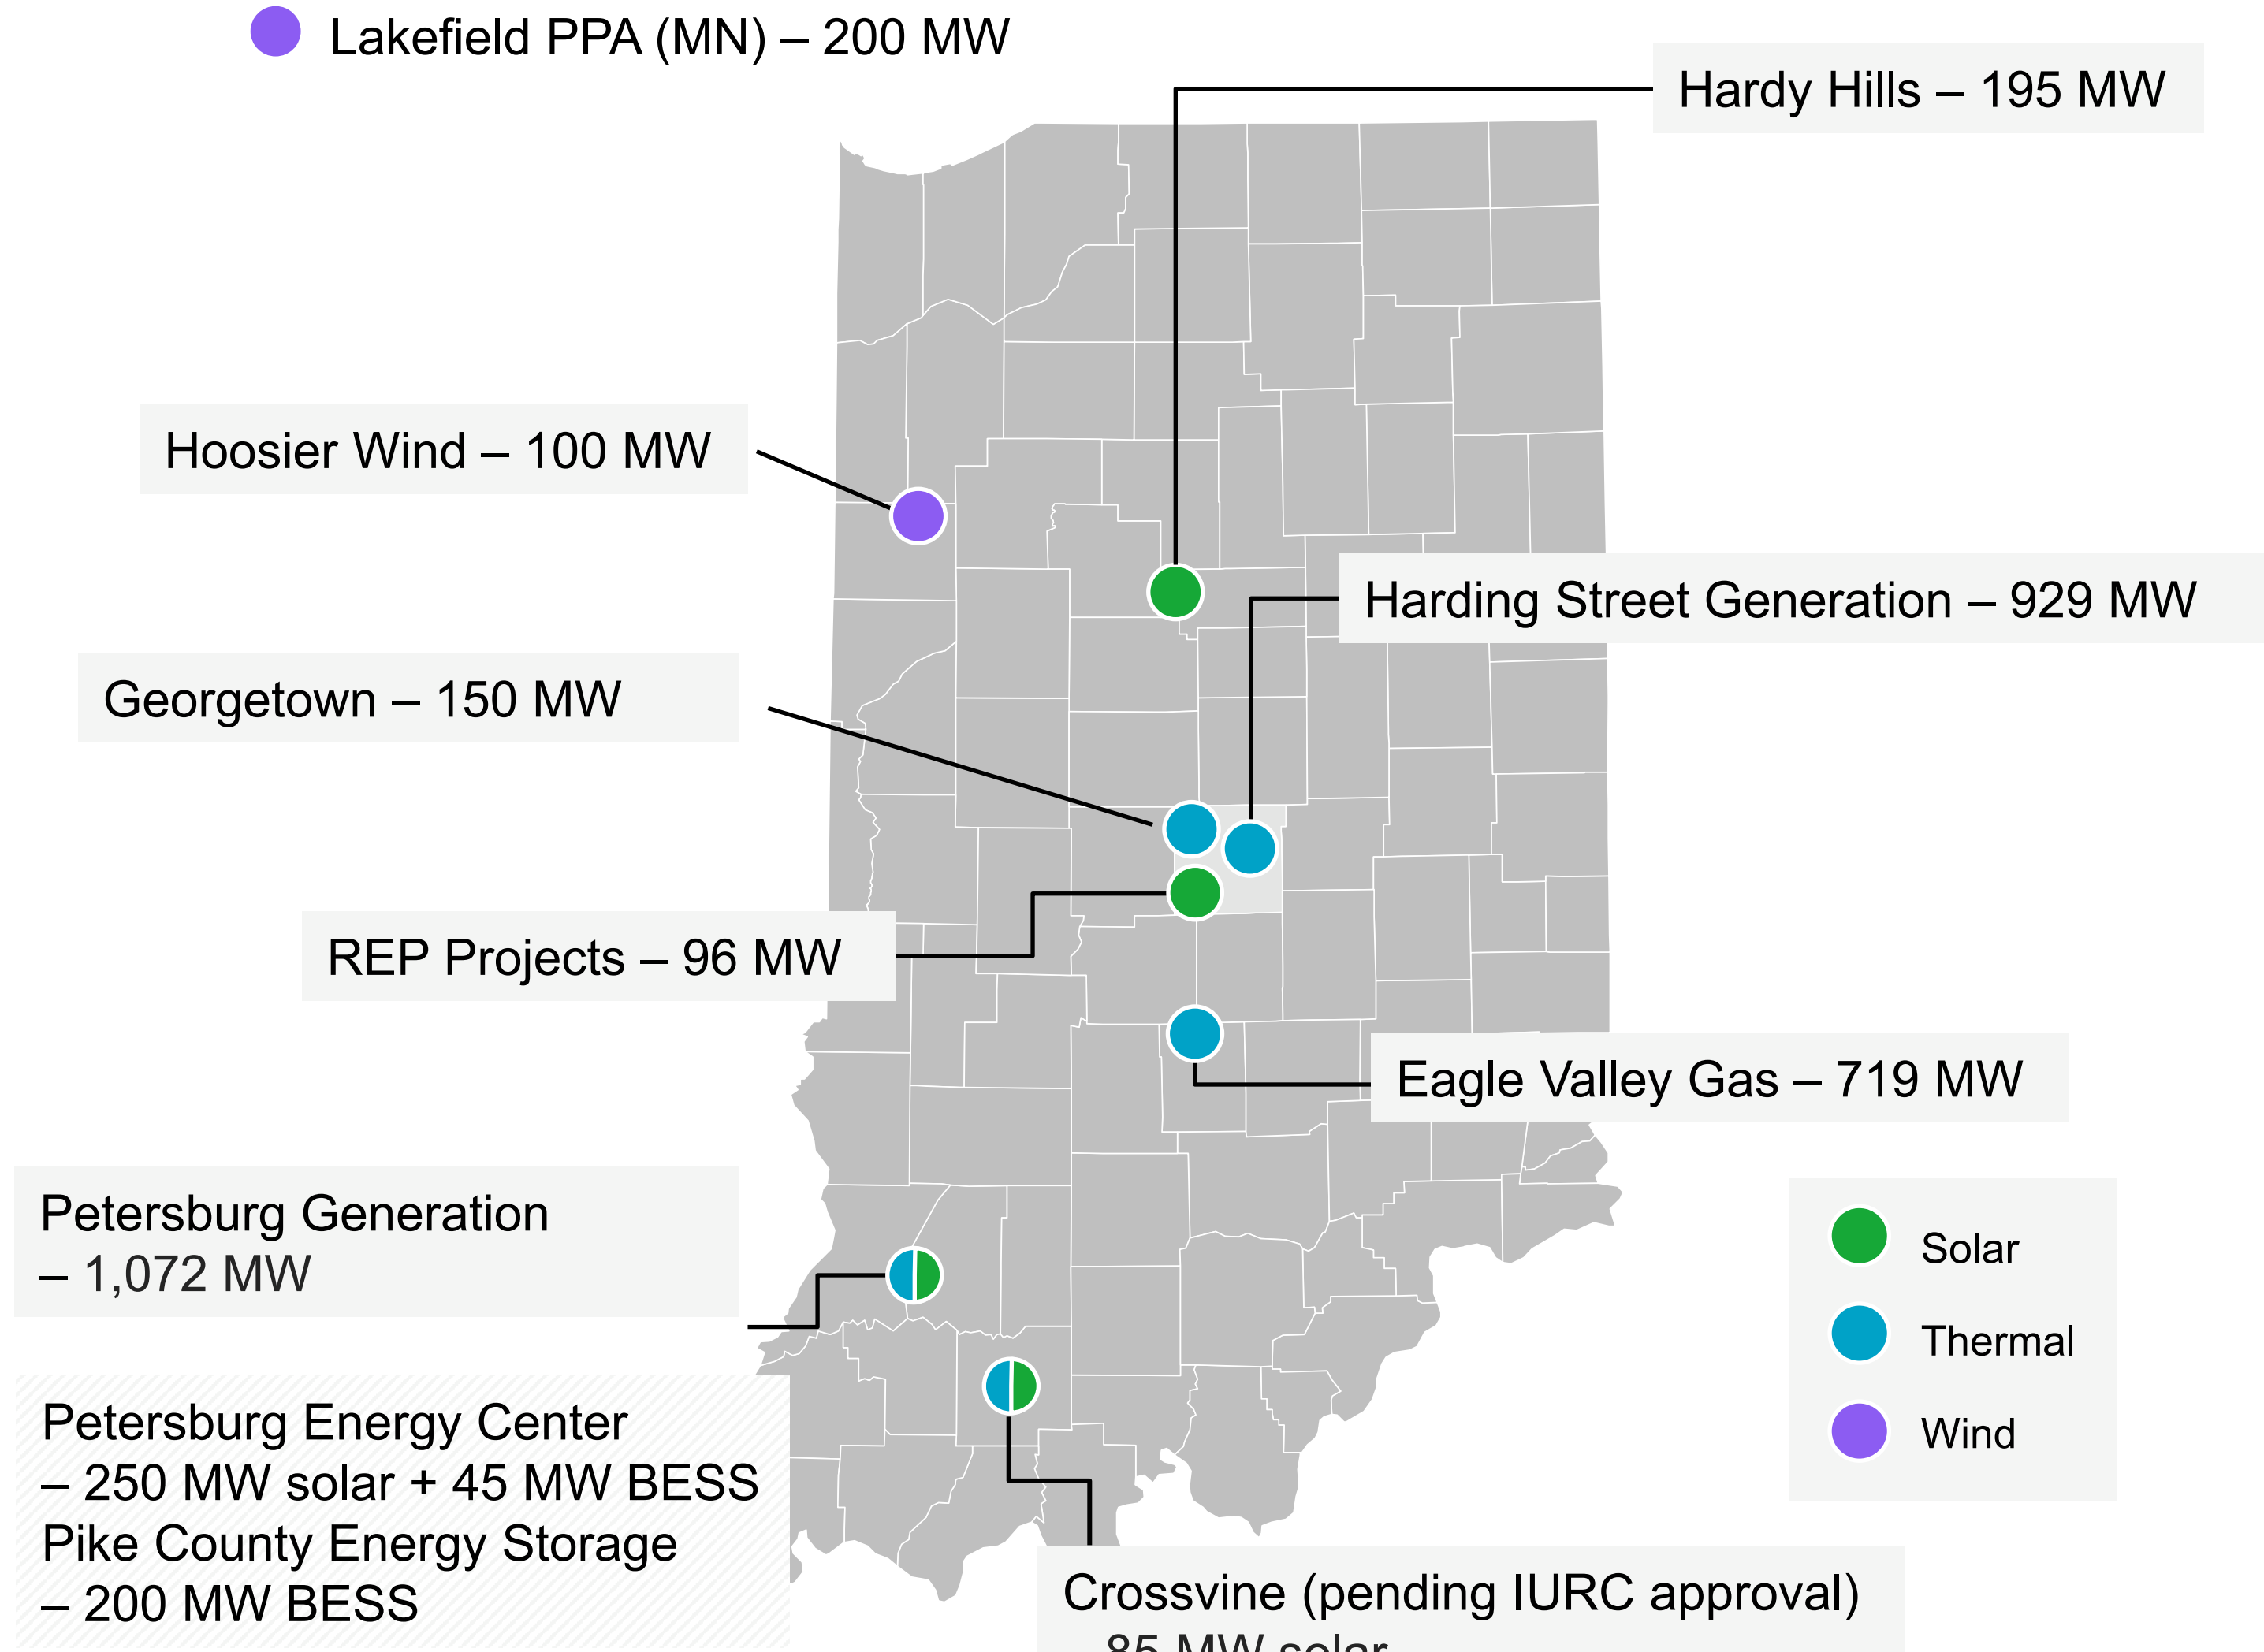 Lakefield PPA (MN) – 200 MW
Hardy Hills – 195 MW
Hoosier Wind – 100 MW
Harding Street Generation – 929 MW
Georgetown – 150 MW
REP Projects – 96 MW
Eagle Valley Gas – 719 MW
Petersburg Generation
– 1,072 MW
Petersburg Energy Center
– 250 MW solar + 45 MW BESS
Pike County Energy Storage
– 200 MW BESS
Solar
Thermal
Wind
Crossvine (pending IURC approval)
85 MW solar